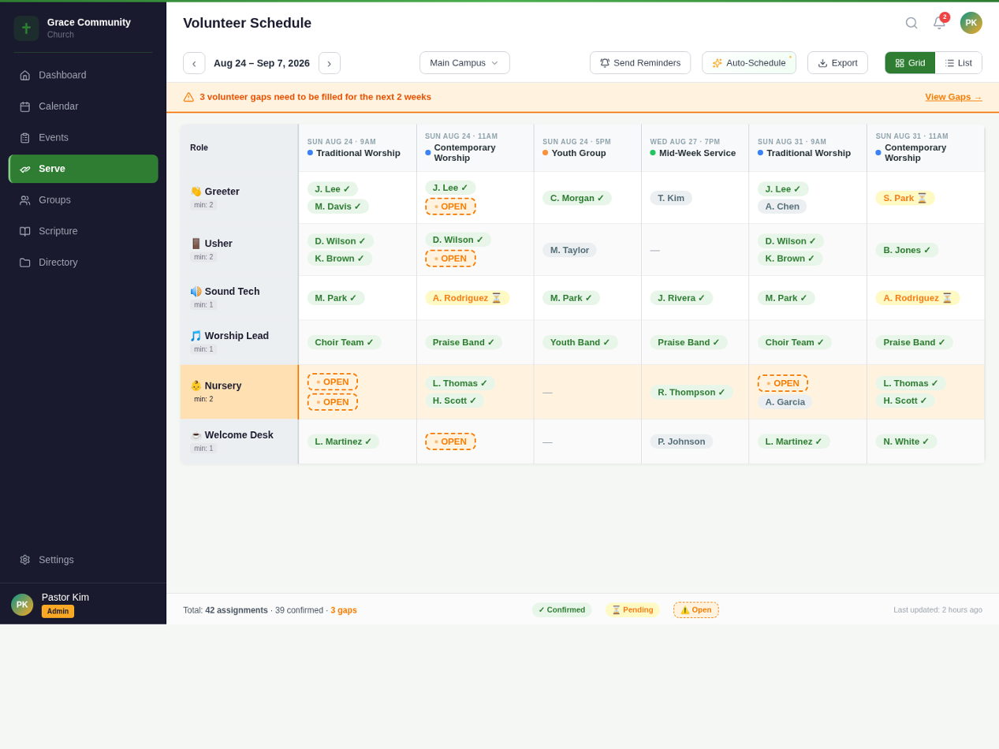 Grace Community
Church
Dashboard
Calendar
Events
Serve
Groups
Scripture
Directory
Settings
PK
Pastor Kim
Admin
Volunteer Schedule
2
PK
‹ Aug 24 – Sep 7, 2026 ›
Main Campus
Send Reminders
Auto-Schedule
Export
Grid
List
3 volunteer gaps need to be filled for the next 2 weeks
View Gaps →
Role
SUN AUG 24 · 9AM
Traditional Worship
SUN AUG 24 · 11AM
Contemporary
Worship
SUN AUG 24 · 5PM
Youth Group
WED AUG 27 · 7PM
Mid-Week Service
SUN AUG 31 · 9AM
Traditional Worship
SUN AUG 31 · 11AM
Contemporary
Worship
👋 Greeter
min: 2
J. Lee ✓
M. Davis ✓
J. Lee ✓
OPEN
C. Morgan ✓
T. Kim
J. Lee ✓
A. Chen
S. Park ⏳
🚪 Usher
min: 2
D. Wilson ✓
K. Brown ✓
D. Wilson ✓
OPEN
M. Taylor
—
D. Wilson ✓
K. Brown ✓
B. Jones ✓
🔊 Sound Tech
min: 1
M. Park ✓
A. Rodriguez ⏳
M. Park ✓
J. Rivera ✓
M. Park ✓
A. Rodriguez ⏳
🎵 Worship Lead
min: 1
Choir Team ✓
Praise Band ✓
Youth Band ✓
Praise Band ✓
Choir Team ✓
Praise Band ✓
👶 Nursery
min: 2
OPEN
OPEN
L. Thomas ✓
H. Scott ✓
—
R. Thompson ✓
OPEN
A. Garcia
L. Thomas ✓
H. Scott ✓
☕ Welcome Desk
min: 1
L. Martinez ✓
OPEN
—
P. Johnson
L. Martinez ✓
N. White ✓
Total: 42 assignments · 39 confirmed · 3 gaps
✓ Confirmed
⏳ Pending
⚠️ Open
Last updated: 2 hours ago